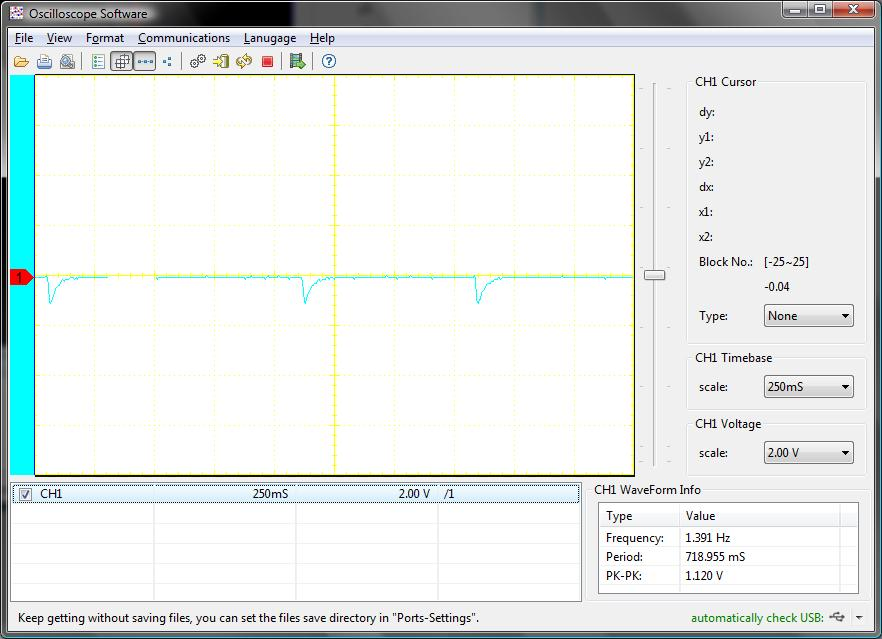 Oscilloscope Software
File View Format Communications Lanugage Help
CH1 Cursor
dy:
y1:
y2:
dx:
x1:
x2:
Block No.: [-25~25]
-0.04
Type: None
CH1 Timebase
scale: 250mS
CH1 Voltage
scale: 2.00 V
1
CH1 250mS 2.00 V /1
CH1 WaveForm Info
Type Value
Frequency: 1.391 Hz
Period: 718.955 mS
PK-PK: 1.120 V
Keep getting without saving files, you can set the files save directory in "Ports-Settings".
automatically check USB: